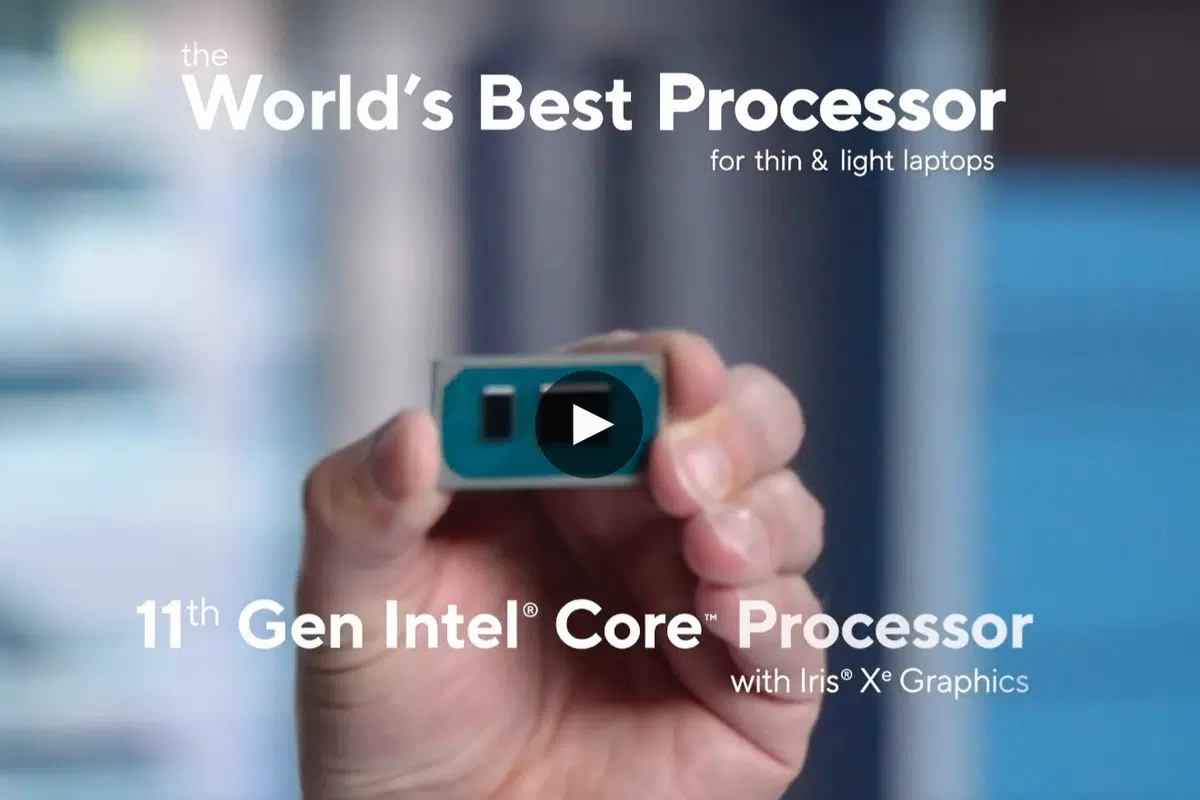 the
World's Best Processor
for thin & light laptops
11th Gen Intel® Core™ Processor
with Iris® Xe Graphics